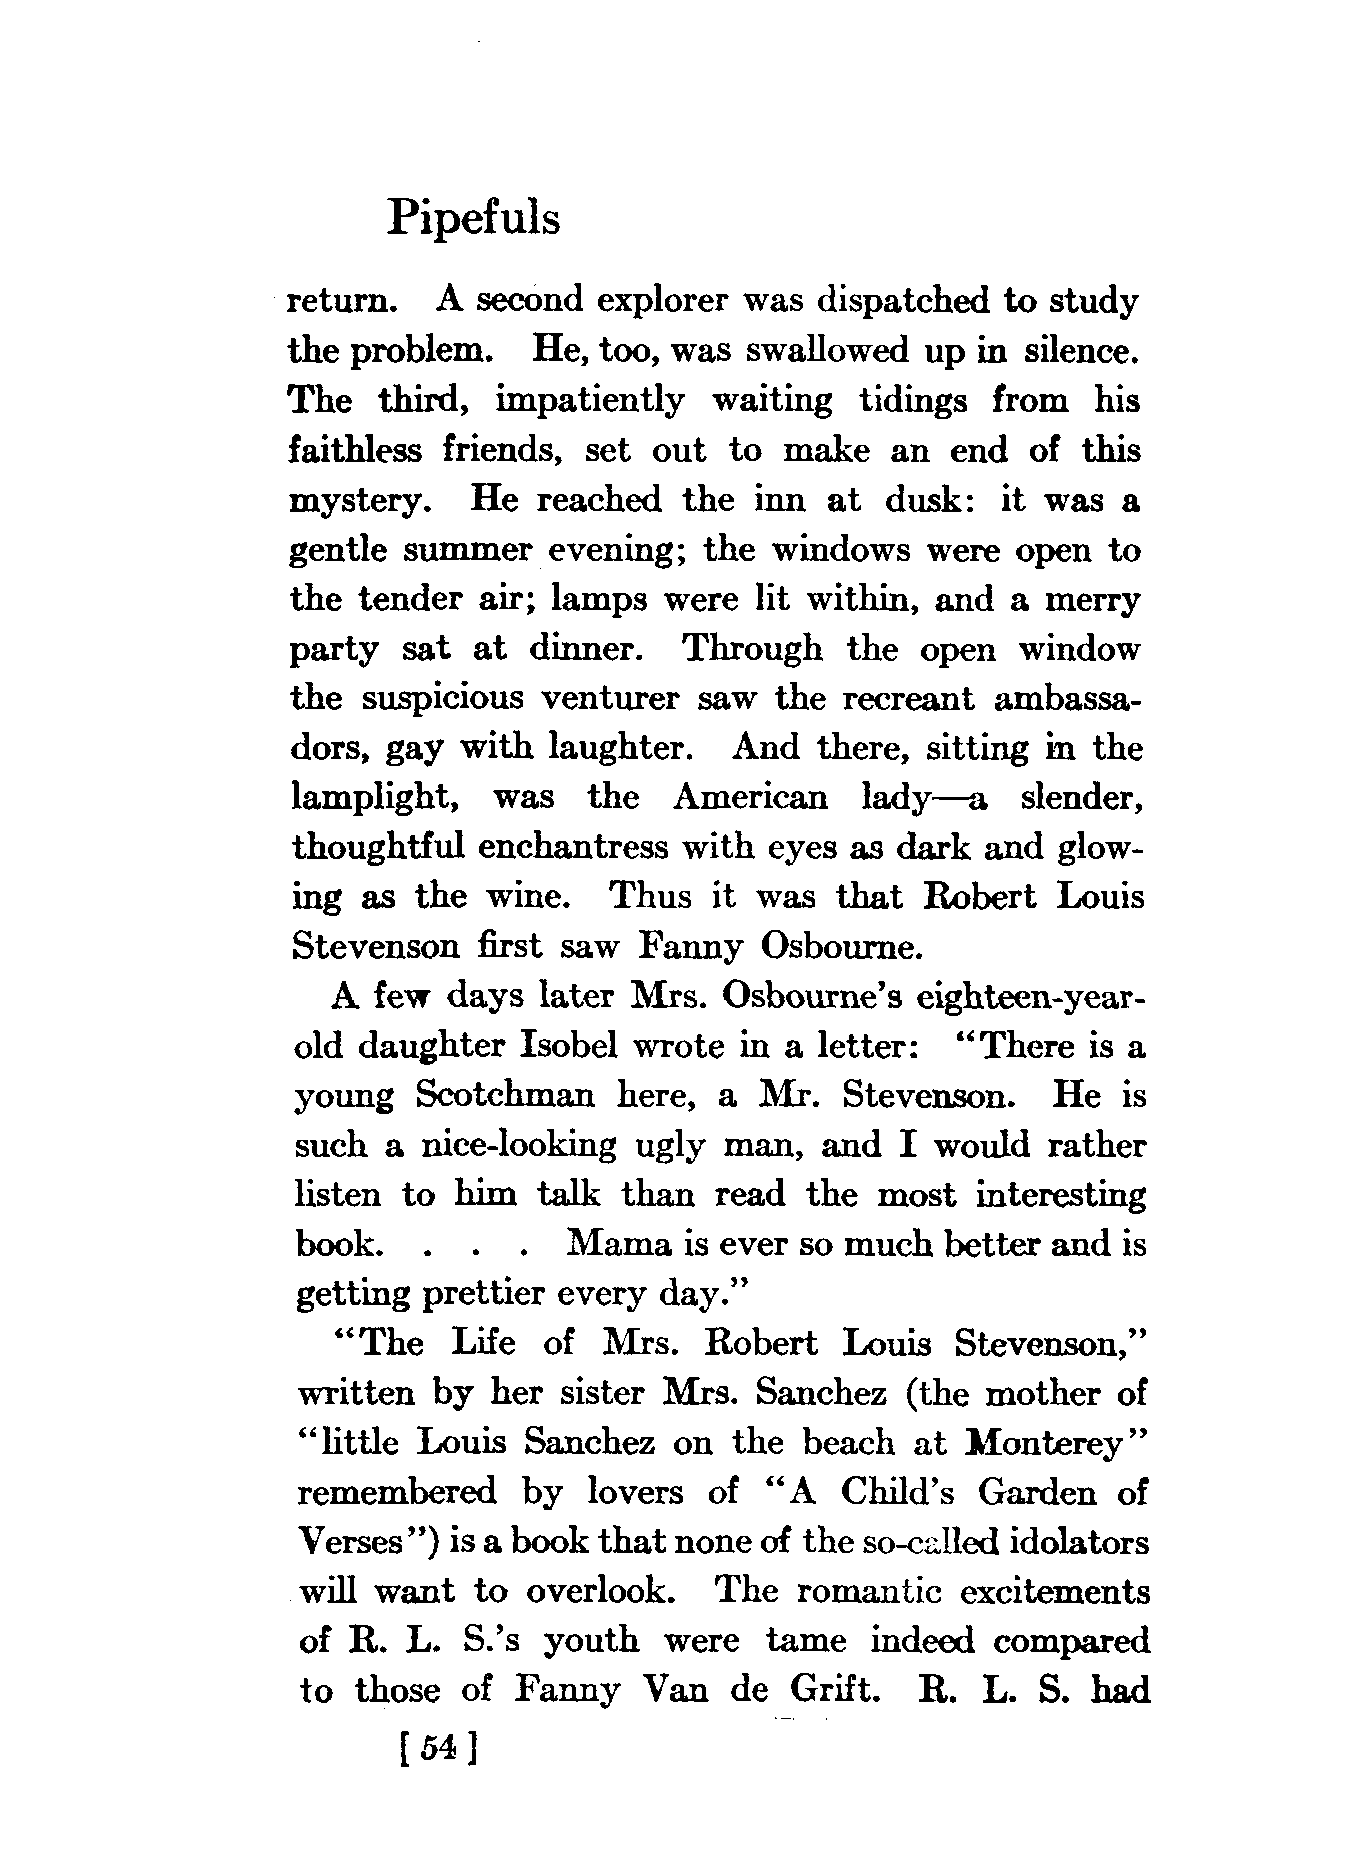 Pipefuls
return. A second explorer was dispatched to study
the problem. He, too, was swallowed up in silence.
The third, impatiently waiting tidings from his
faithless friends, set out to make an end of this
mystery. He reached the inn at dusk: it was a
gentle summer evening; the windows were open to
the tender air; lamps were lit within, and a merry
party sat at dinner. Through the open window
the suspicious venturer saw the recreant ambassa-
dors, gay with laughter. And there, sitting in the
lamplight, was the American lady—a slender,
thoughtful enchantress with eyes as dark and glow-
ing as the wine. Thus it was that Robert Louis
Stevenson first saw Fanny Osbourne.
A few days later Mrs. Osbourne's eighteen-year-
old daughter Isobel wrote in a letter: "There is a
young Scotchman here, a Mr. Stevenson. He is
such a nice-looking ugly man, and I would rather
listen to him talk than read the most interesting
book. . . . Mama is ever so much better and is
getting prettier every day."
"The Life of Mrs. Robert Louis Stevenson,"
written by her sister Mrs. Sanchez (the mother of
"little Louis Sanchez on the beach at Monterey"
remembered by lovers of "A Child's Garden of
Verses") is a book that none of the so-called idolators
will want to overlook. The romantic excitements
of R. L. S.'s youth were tame indeed compared
to those of Fanny Van de Grift. R. L. S. had
[ 54 ]